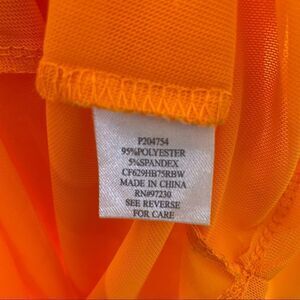 P204754
95%POLYESTER
5%SPANDEX
CF629HB75RBW
MADE IN CHINA
RN#97230
SEE REVERSE
FOR CARE